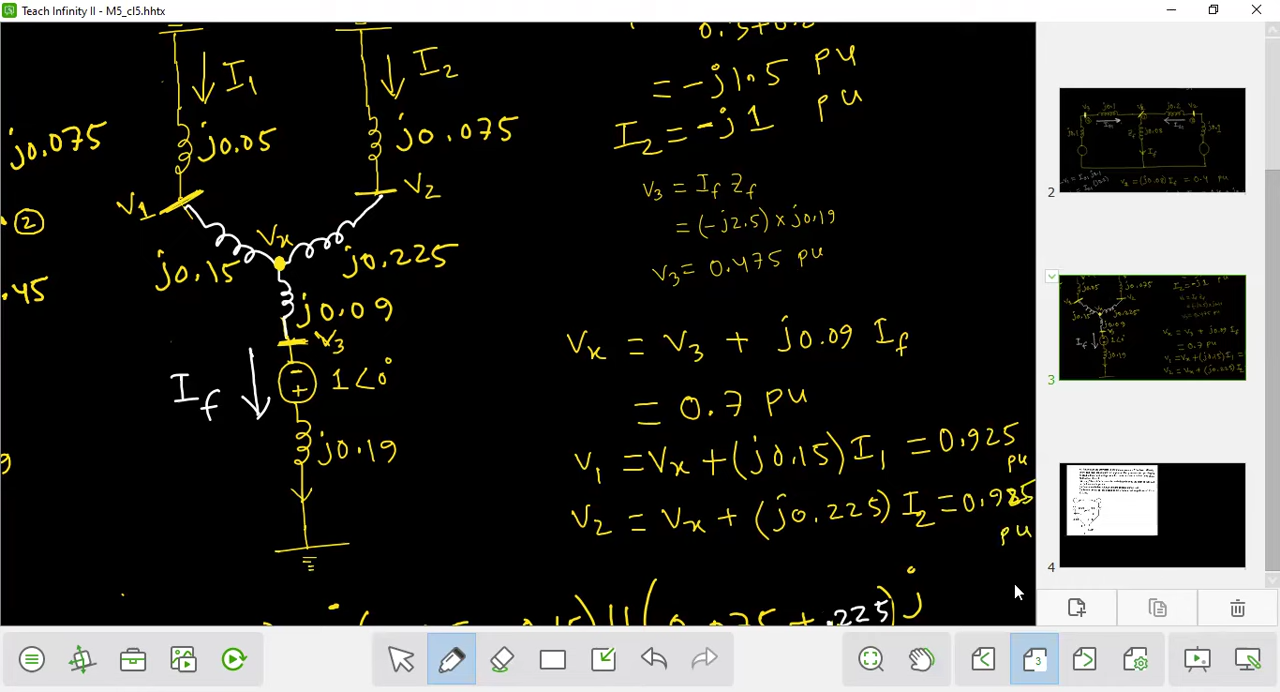 Teach Infinity II - M5_cl5.hhtx
I1
I2
j0.075
j0.05
j0.075
V1
V2
2
Vx
j0.15
j0.225
.45
j0.09
V3
If
1<0°
j0.19
= -j1.5 pu
I2 = -j1 pu
V3 = If Zf
= (-j2.5) × j0.19
V3 = 0.475 pu
Vx = V3 + j0.09 If
= 0.7 pu
V1 = Vx + (j0.15) I1 = 0.925 pu
V2 = Vx + (j0.225) I2 = 0.925 pu
.225) j
2
3
4
3